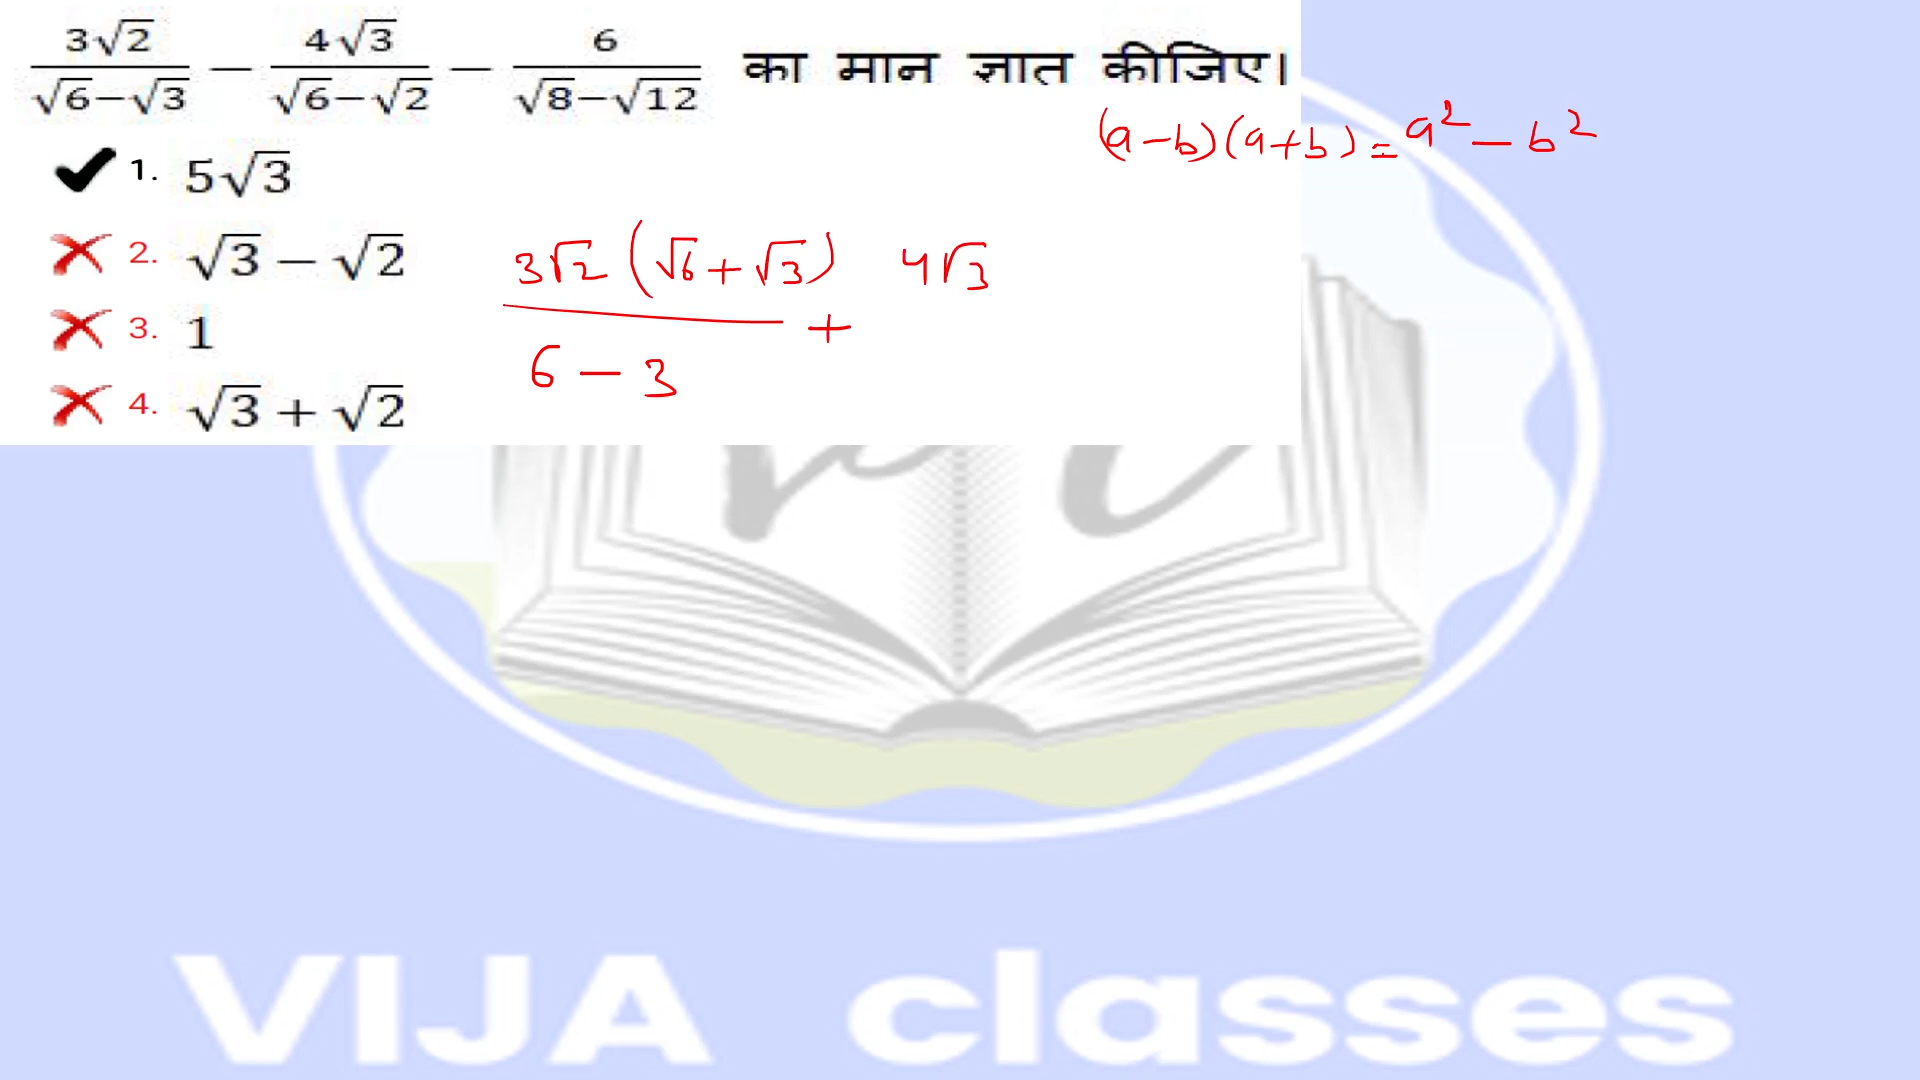 3√2/(√6−√3) − 4√3/(√6−√2) − 6/(√8−√12) का मान ज्ञात कीजिए।
(a-b)(a+b) = a² - b²
1. 5√3
2. √3 − √2
3. 1
4. √3 + √2
3√2 (√6 + √3) 4√3
+
6 - 3
VIJA classes